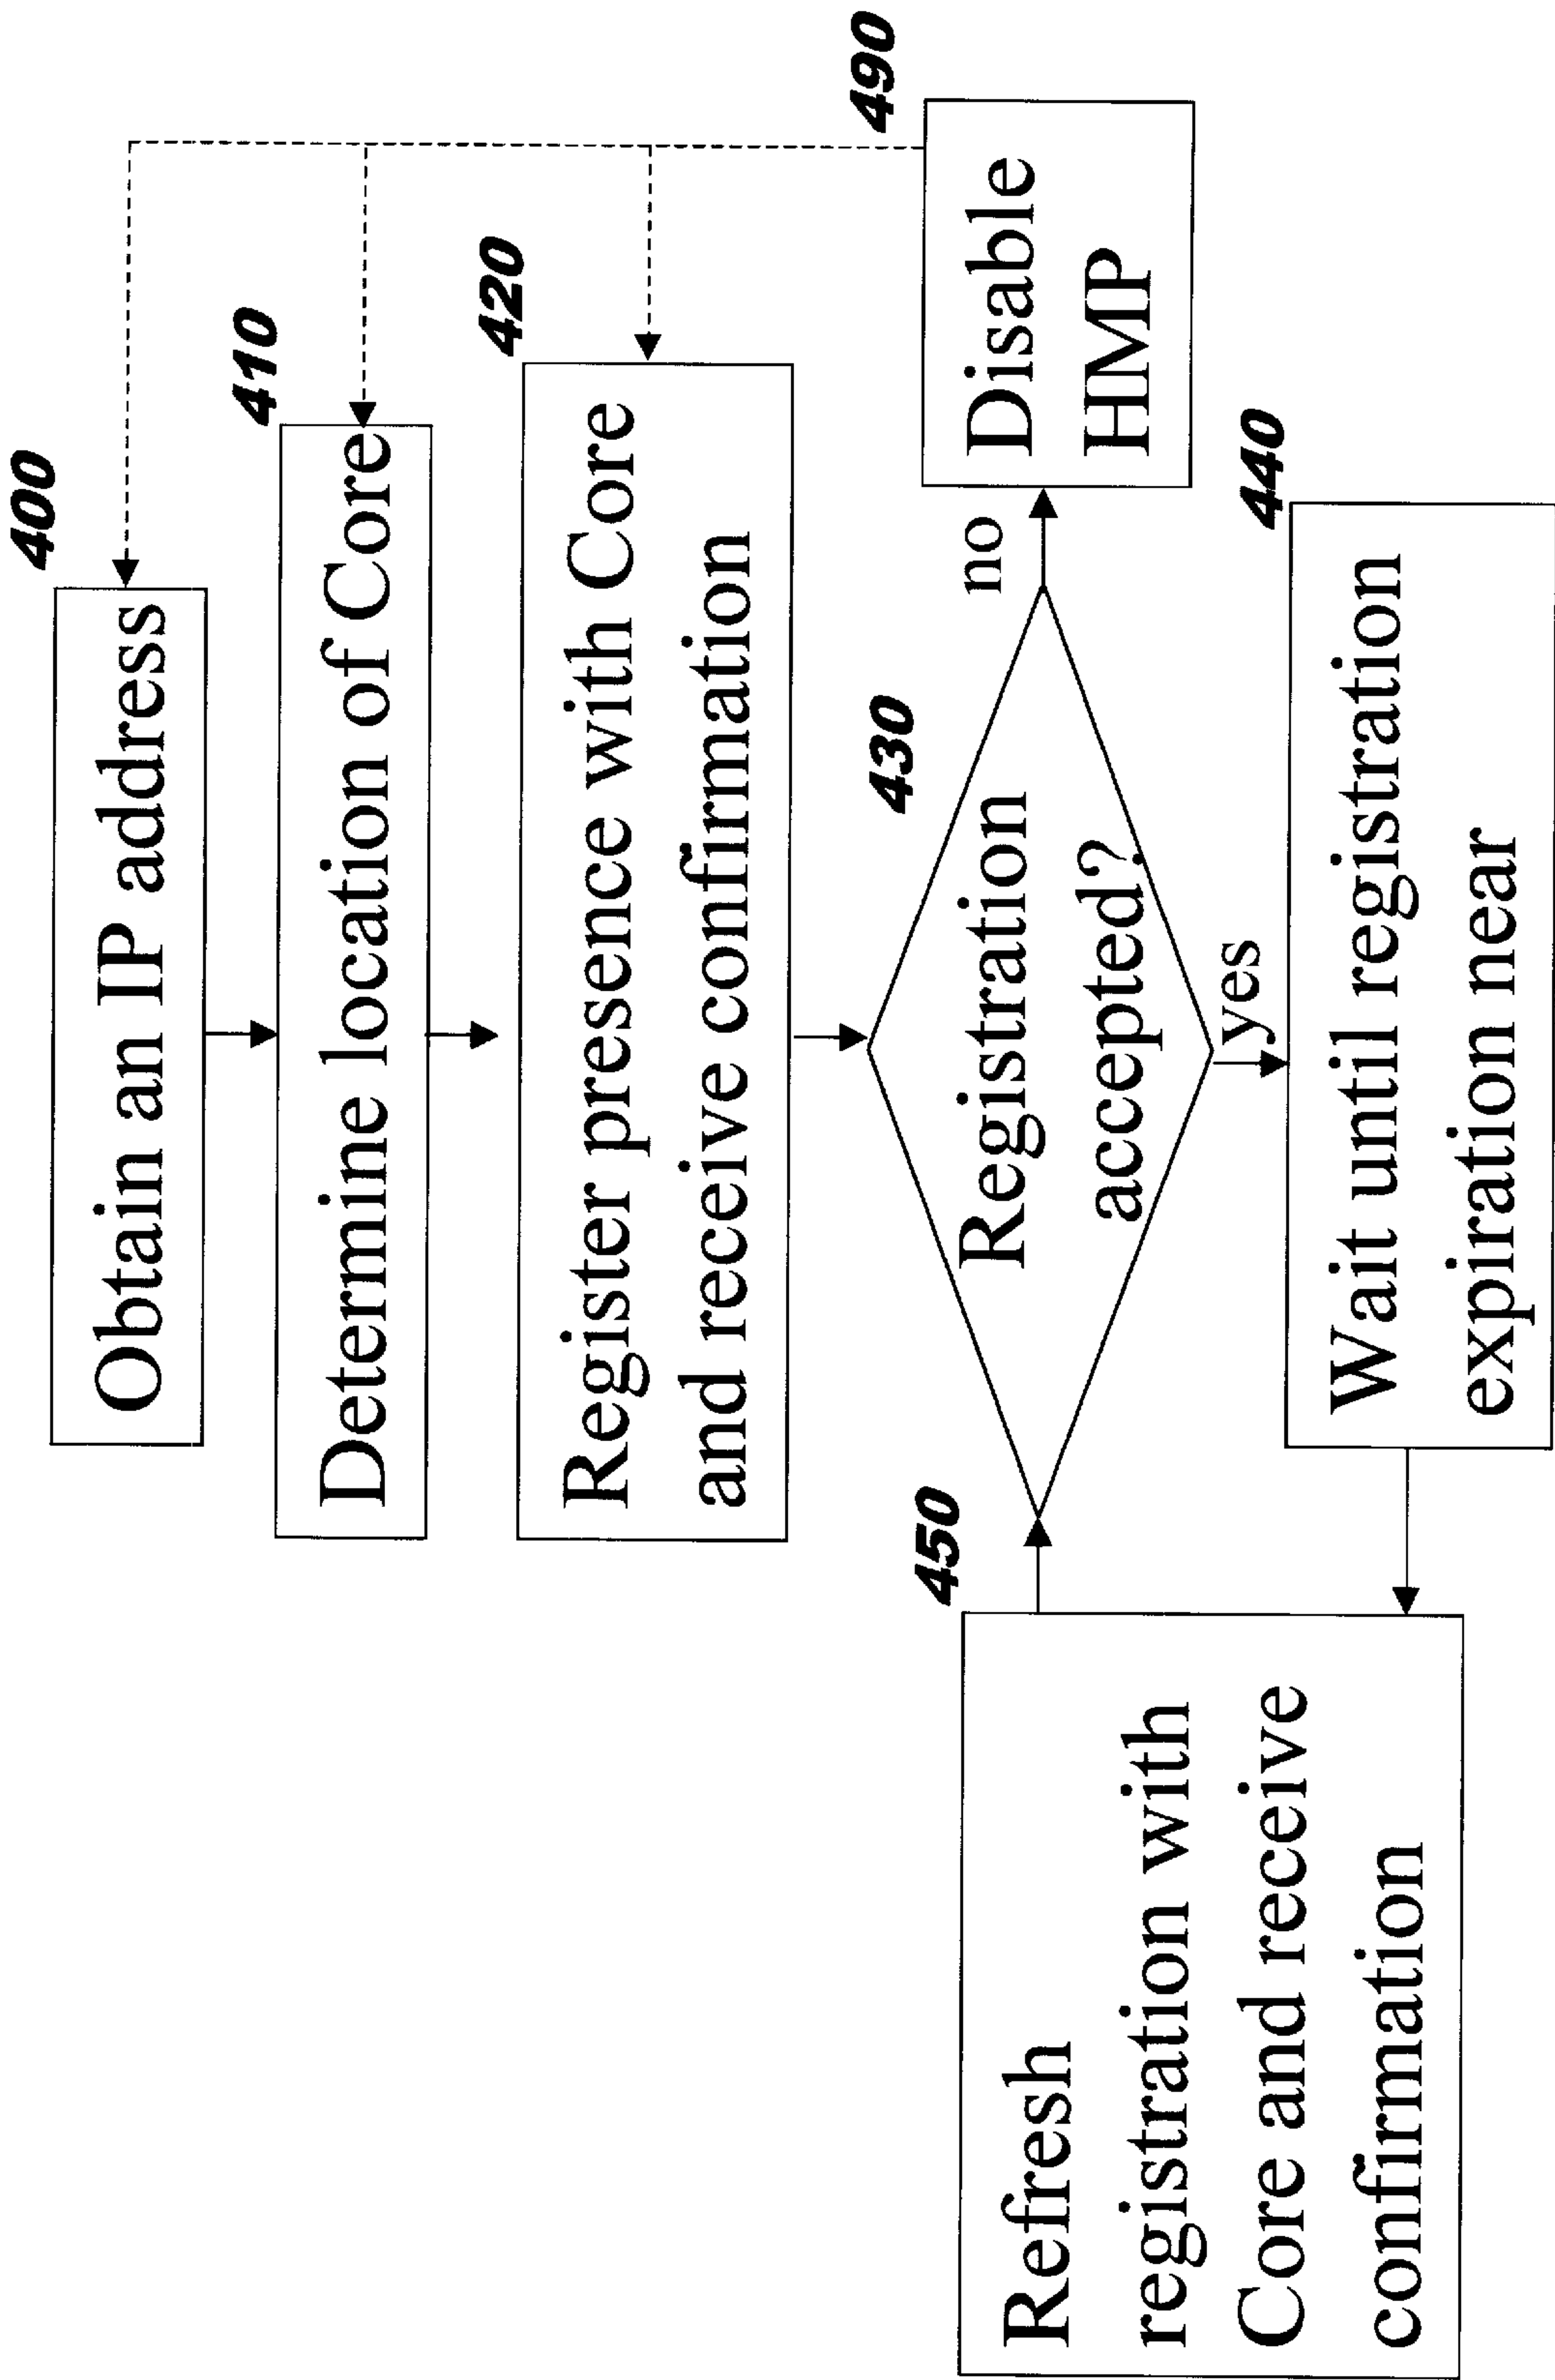 400
Obtain an IP address
410
Determine location of Core
420
Register presence with Core
and receive confirmation
430
Registration
accepted?
no
490
Disable
HMP
yes
440
Wait until registration
expiration near
450
Refresh
registration with
Core and receive
confirmation